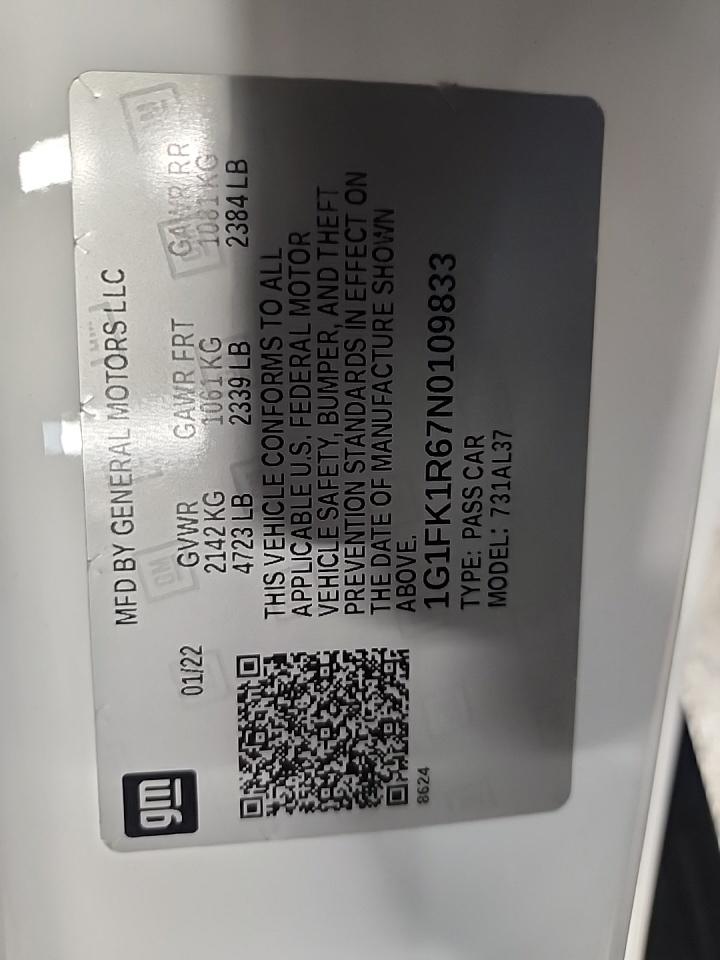 gm
01/22
MFD BY GENERAL MOTORS LLC
GVWR GAWR FRT GAWR RR
2142 KG 1061 KG 1081 KG
4723 LB 2339 LB 2384 LB
THIS VEHICLE CONFORMS TO ALL
APPLICABLE U.S. FEDERAL MOTOR
VEHICLE SAFETY, BUMPER, AND THEFT
PREVENTION STANDARDS IN EFFECT ON
THE DATE OF MANUFACTURE SHOWN
ABOVE.
1G1FK1R67N0109833
TYPE: PASS CAR
MODEL: 731AL37
8624